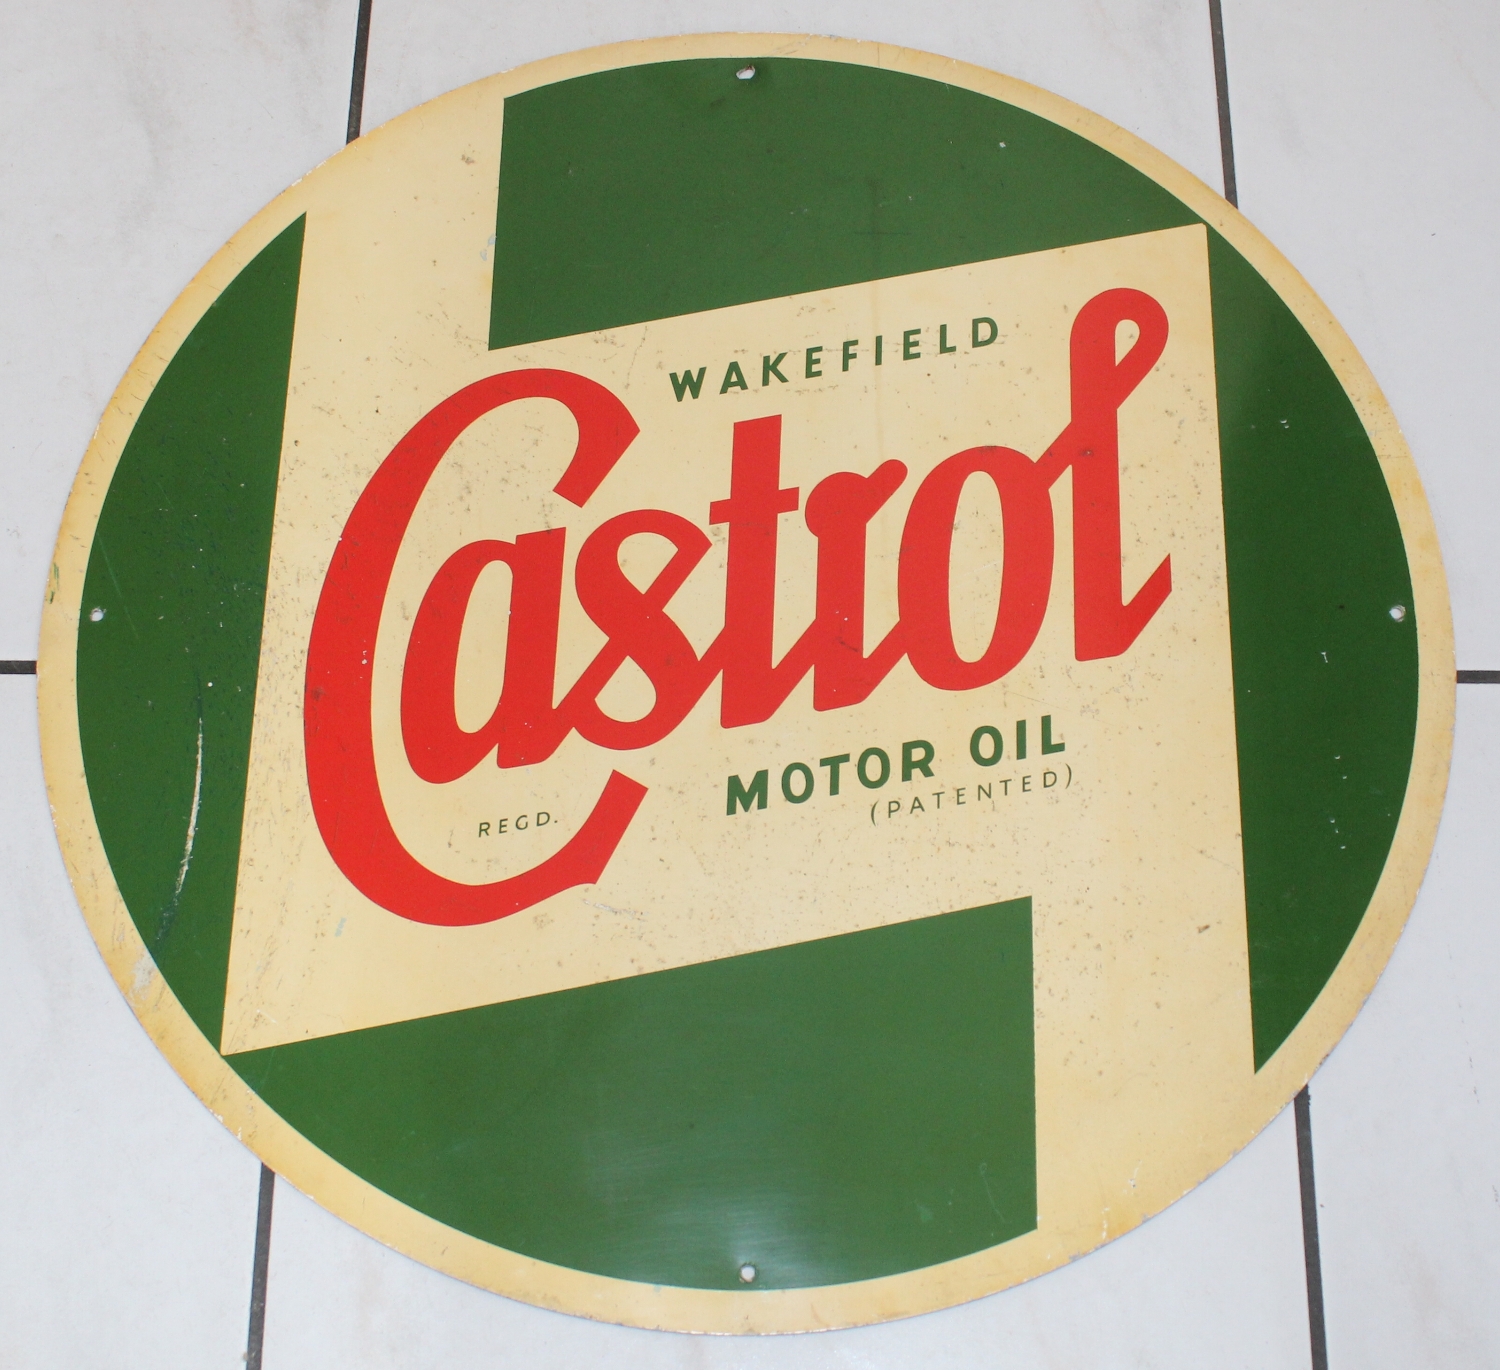 WAKEFIELD
Castrol
MOTOR OIL
(PATENTED)
REGD.